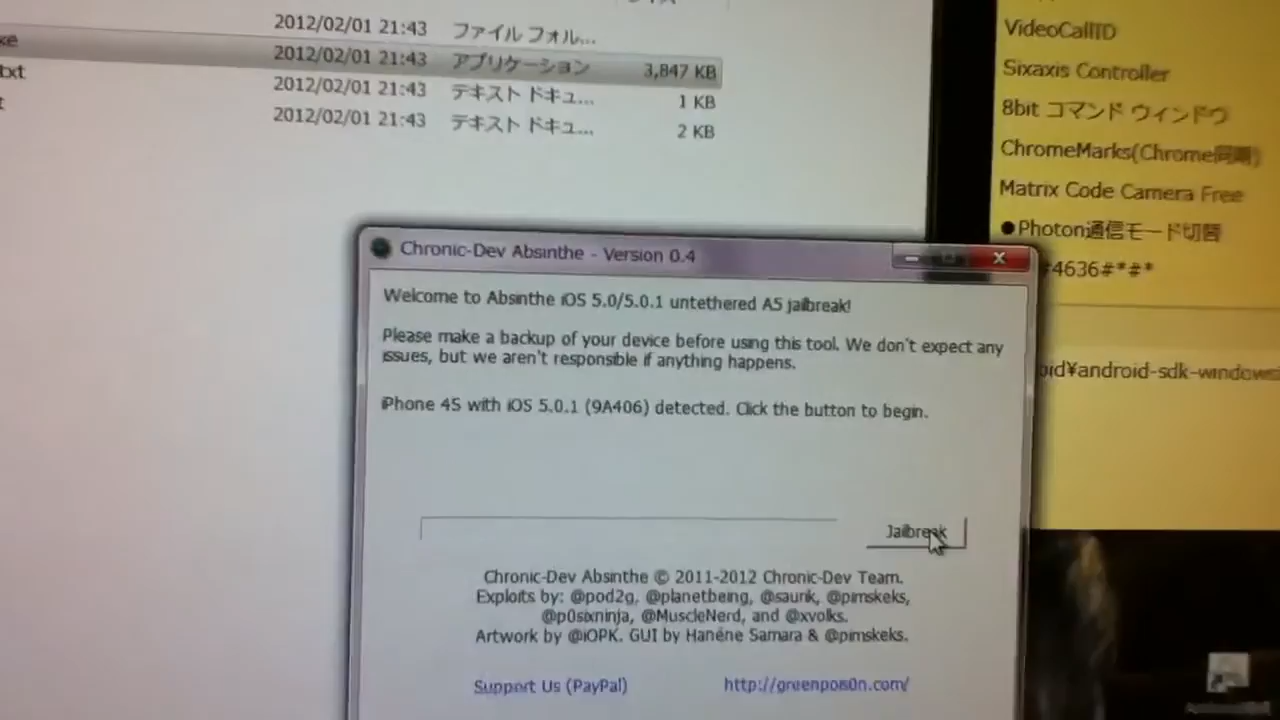 2012/02/01 21:43 ファイル フォル...
2012/02/01 21:43 アプリケーション 3,847 KB
txt 2012/02/01 21:43 テキスト ドキュ... 1 KB
2012/02/01 21:43 テキスト ドキュ... 2 KB
VideoCallID
Sixaxis Controller
8bit コマンド ウィンドウ
ChromeMarks(Chrome同期)
Matrix Code Camera Free
●Photon通信モード切替
#4636#*#*
oid¥android-sdk-windows
Chronic-Dev Absinthe - Version 0.4
Welcome to Absinthe iOS 5.0/5.0.1 untethered A5 jailbreak!
Please make a backup of your device before using this tool. We don't expect any
issues, but we aren't responsible if anything happens.
iPhone 4S with iOS 5.0.1 (9A406) detected. Click the button to begin.
Jailbreak
Chronic-Dev Absinthe © 2011-2012 Chronic-Dev Team.
Exploits by: @pod2g, @planetbeing, @saurik, @pimskeks,
@p0sixninja, @MuscleNerd, and @xvolks.
Artwork by @iOPK. GUI by Hanéne Samara & @pimskeks.
Support Us (PayPal) http://greenpois0n.com/